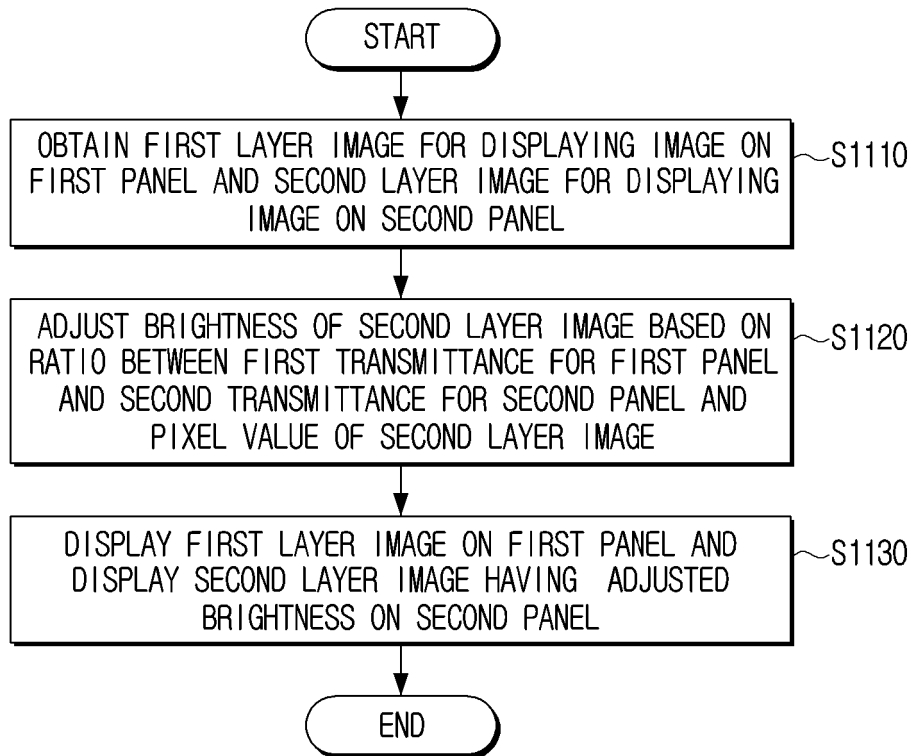 START
OBTAIN FIRST LAYER IMAGE FOR DISPLAYING IMAGE ON
FIRST PANEL AND SECOND LAYER IMAGE FOR DISPLAYING
IMAGE ON SECOND PANEL
S1110
ADJUST BRIGHTNESS OF SECOND LAYER IMAGE BASED ON
RATIO BETWEEN FIRST TRANSMITTANCE FOR FIRST PANEL
AND SECOND TRANSMITTANCE FOR SECOND PANEL AND
PIXEL VALUE OF SECOND LAYER IMAGE
S1120
DISPLAY FIRST LAYER IMAGE ON FIRST PANEL AND
DISPLAY SECOND LAYER IMAGE HAVING ADJUSTED
BRIGHTNESS ON SECOND PANEL
S1130
END